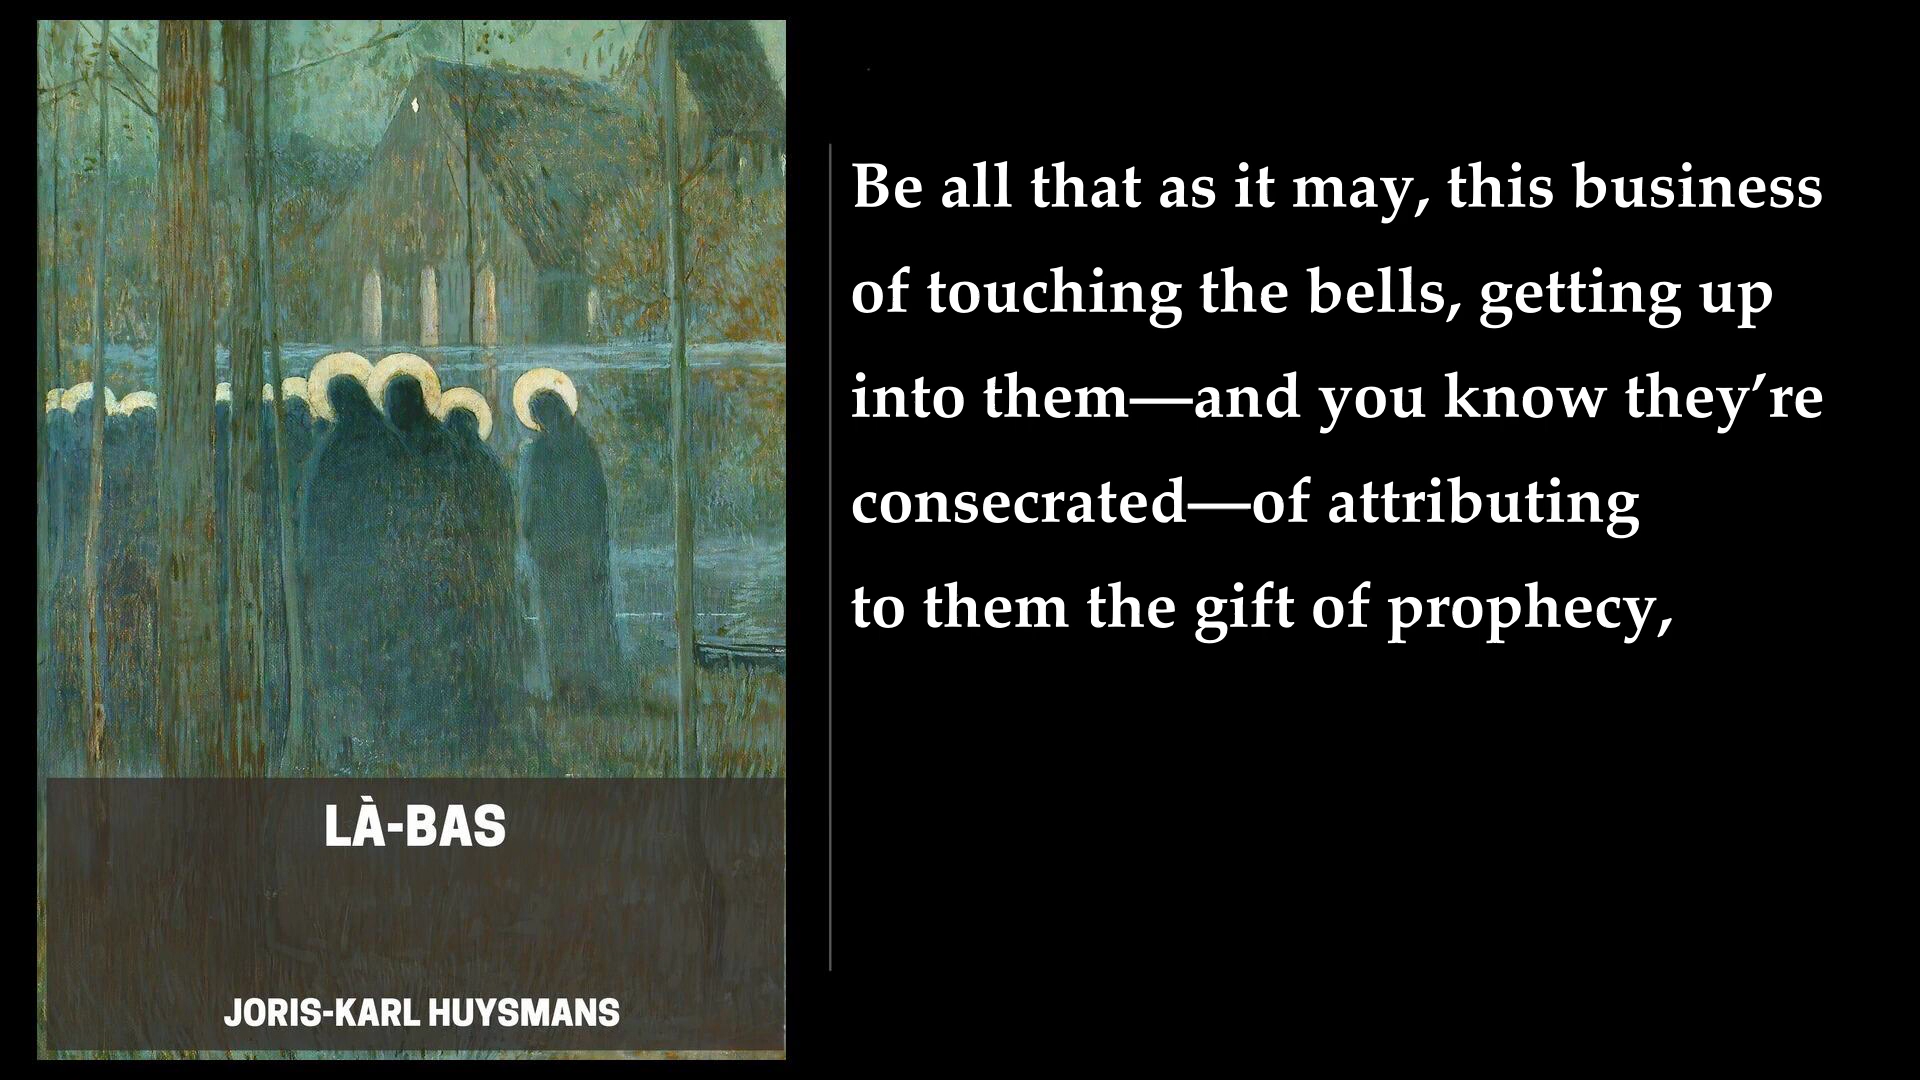 LÀ-BAS
JORIS-KARL HUYSMANS
Be all that as it may, this business
of touching the bells, getting up
into them—and you know they’re
consecrated—of attributing
to them the gift of prophecy,